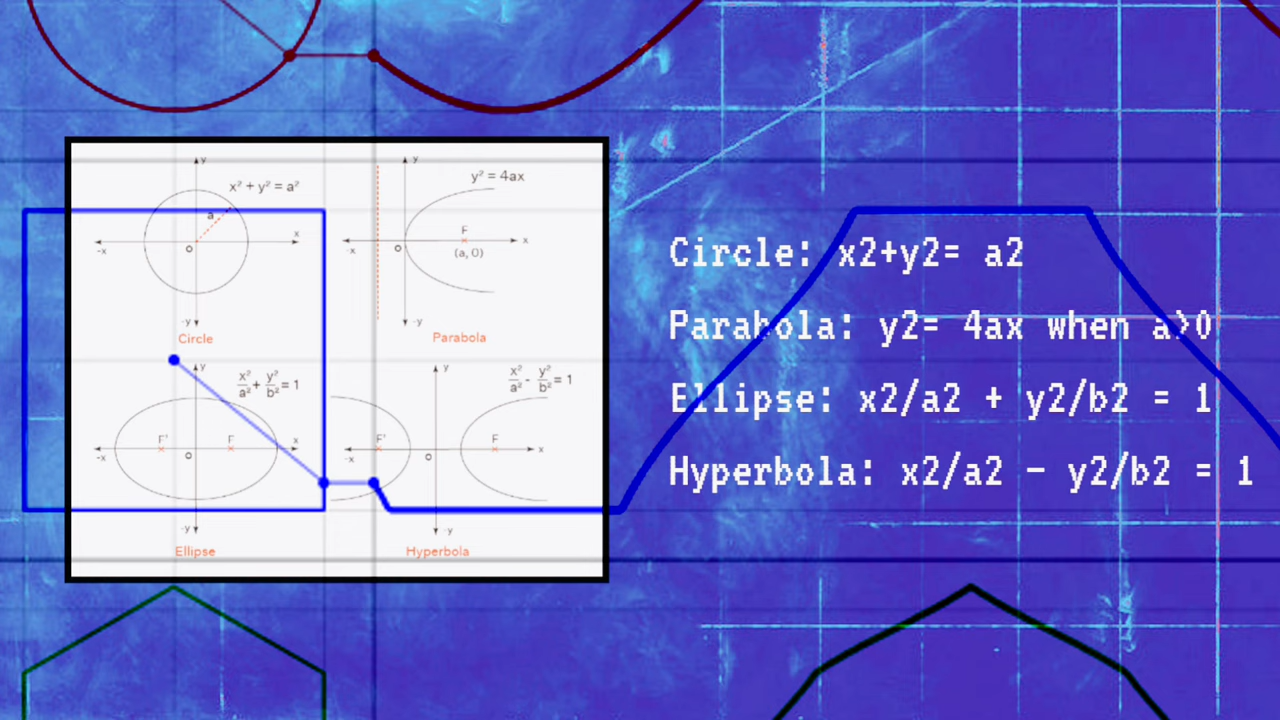 y
x² + y² = a²
a
-x
O
x
-y
Circle
y
y² = 4ax
F
-x
O
x
(a, 0)
-y
Parabola
y
x²/a² + y²/b² = 1
F'
F
x
-x
O
-y
Ellipse
y
x²/a² - y²/b² = 1
F'
F
-x
O
x
-y
Hyperbola
Circle: x2+y2= a2
Parabola: y2= 4ax when a>0
Ellipse: x2/a2 + y2/b2 = 1
Hyperbola: x2/a2 - y2/b2 = 1